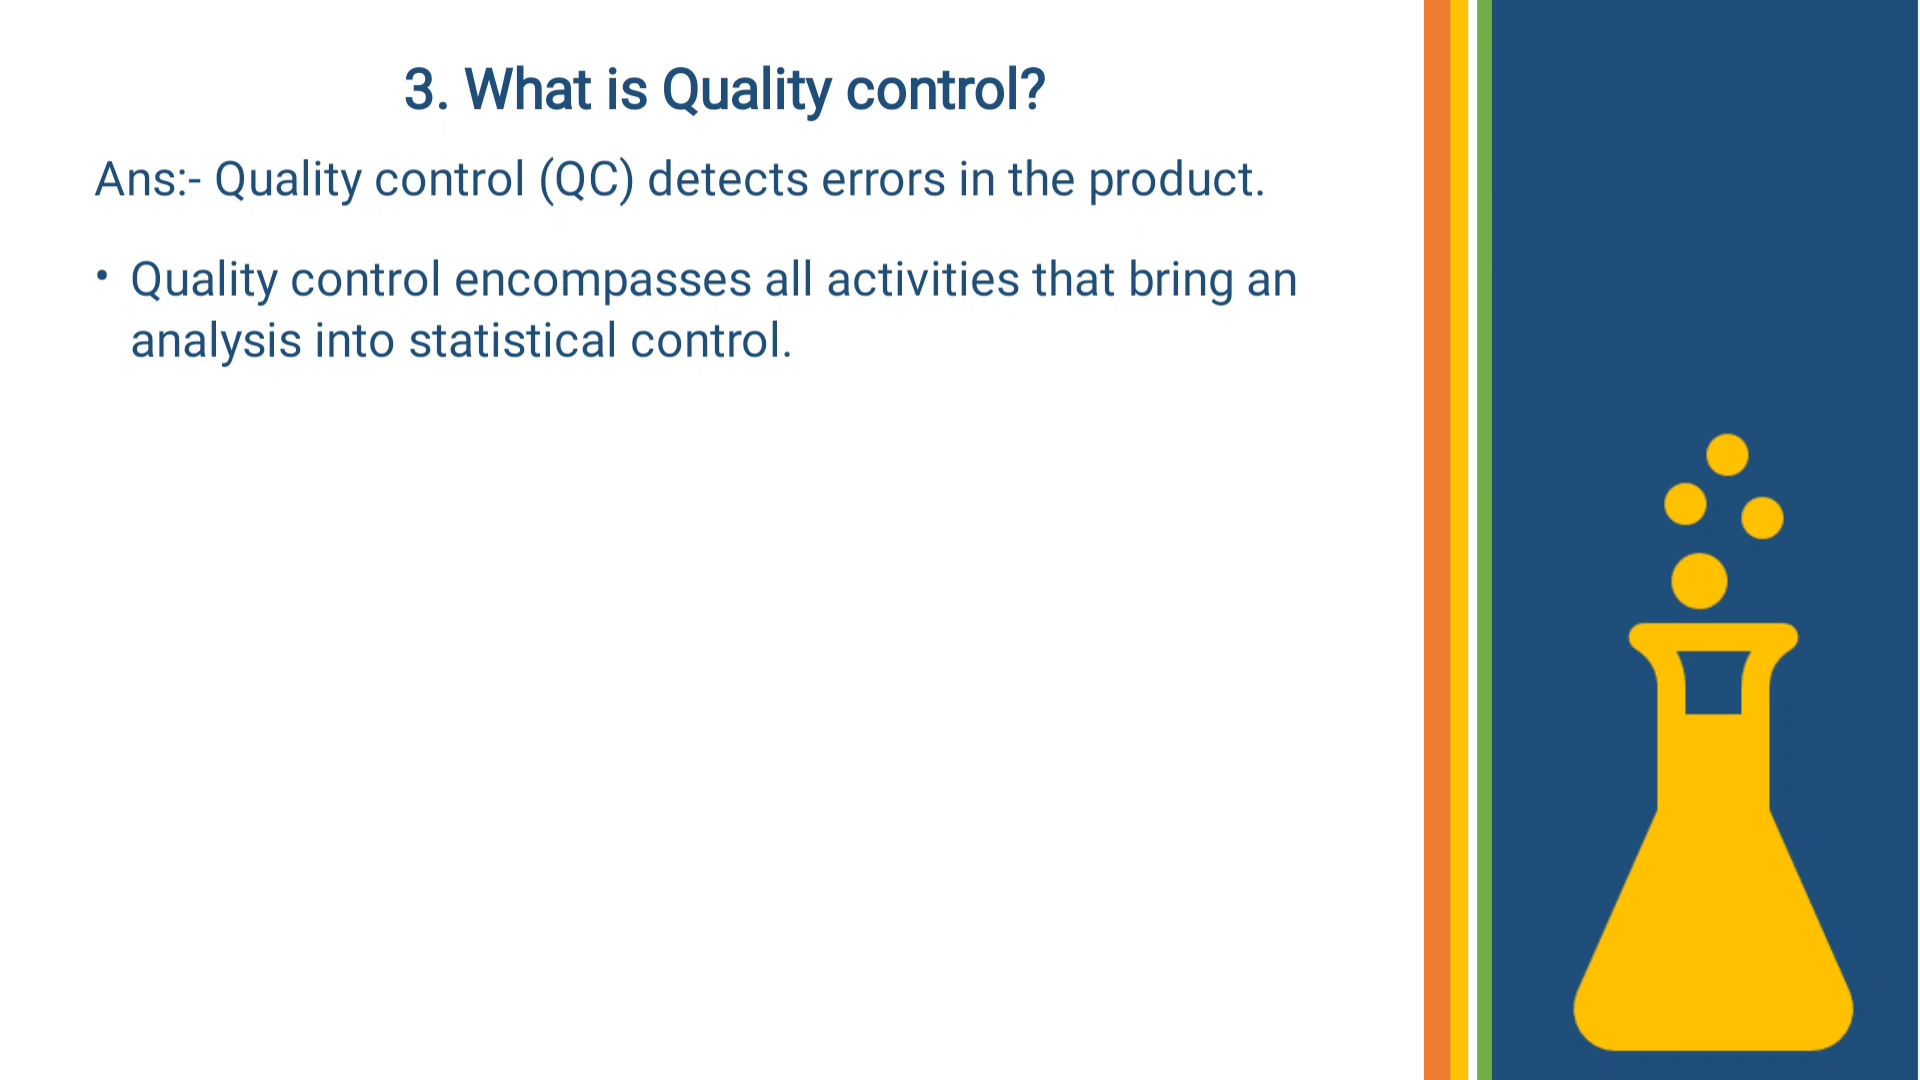 3. What is Quality control?
Ans:- Quality control (QC) detects errors in the product.
• Quality control encompasses all activities that bring an
analysis into statistical control.